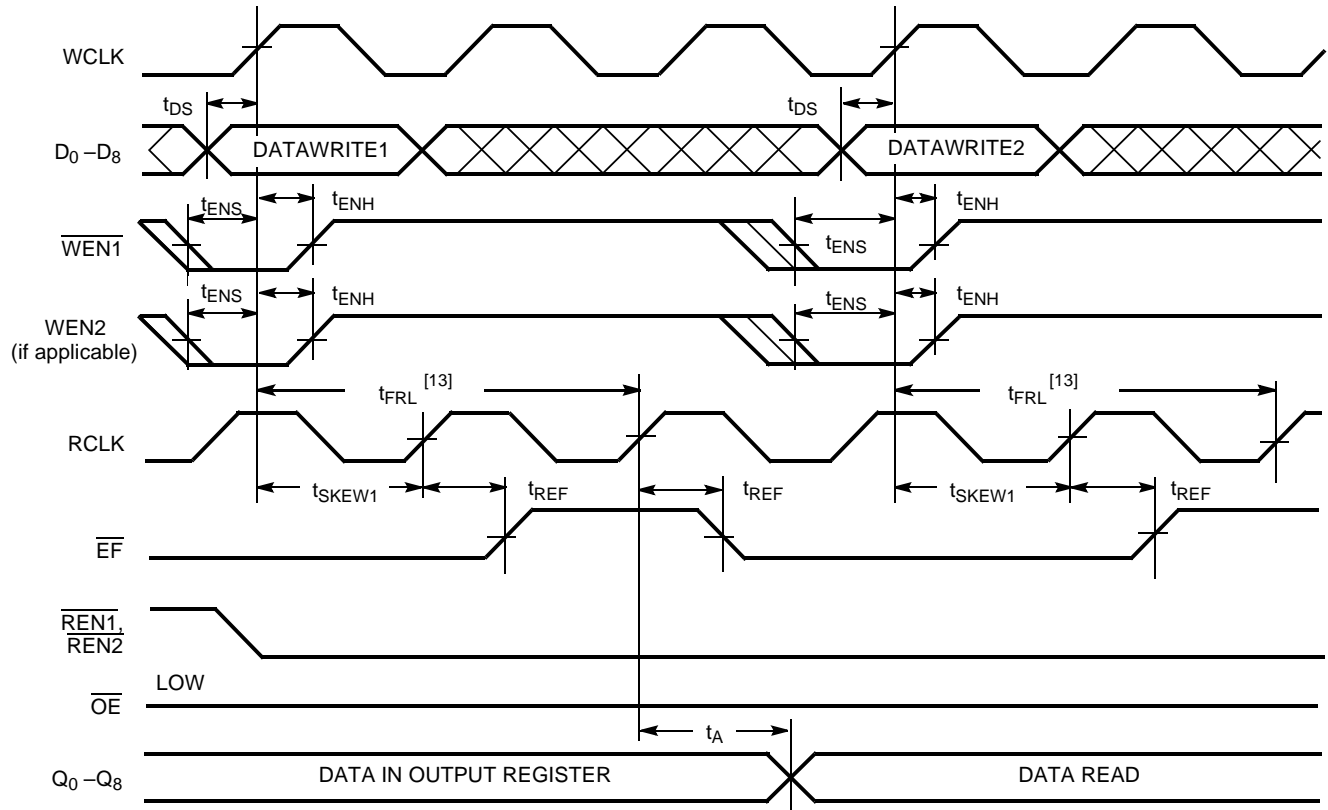 WCLK
tDS tDS
D0 –D8 DATAWRITE1 DATAWRITE2
tENS tENH tENH
WEN1 tENS
tENS tENH tENS tENH
WEN2
(if applicable)
tFRL [13] tFRL [13]
RCLK
tSKEW1 tREF tREF tSKEW1 tREF
EF
REN1,
REN2
LOW
OE
tA
Q0 –Q8 DATA IN OUTPUT REGISTER DATA READ